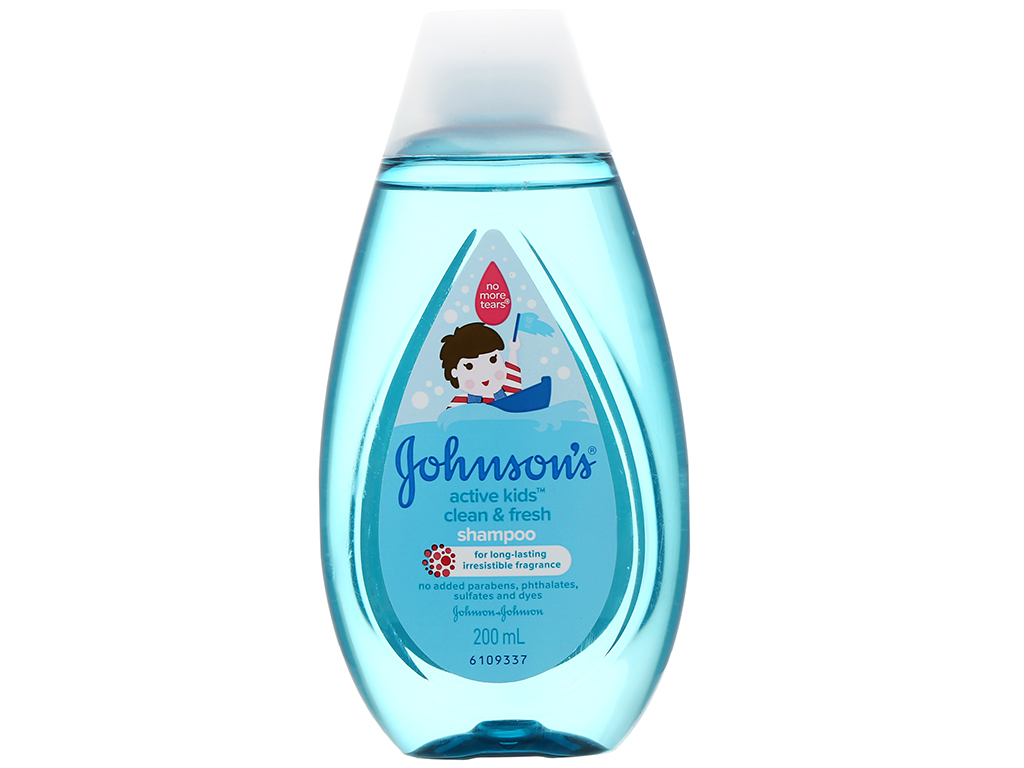 no
more
tears®
Johnson's®
active kids™
clean & fresh
shampoo
for long-lasting
irresistible fragrance
no added parabens, phthalates,
sulfates and dyes
Johnson & Johnson
200 mL
6109337